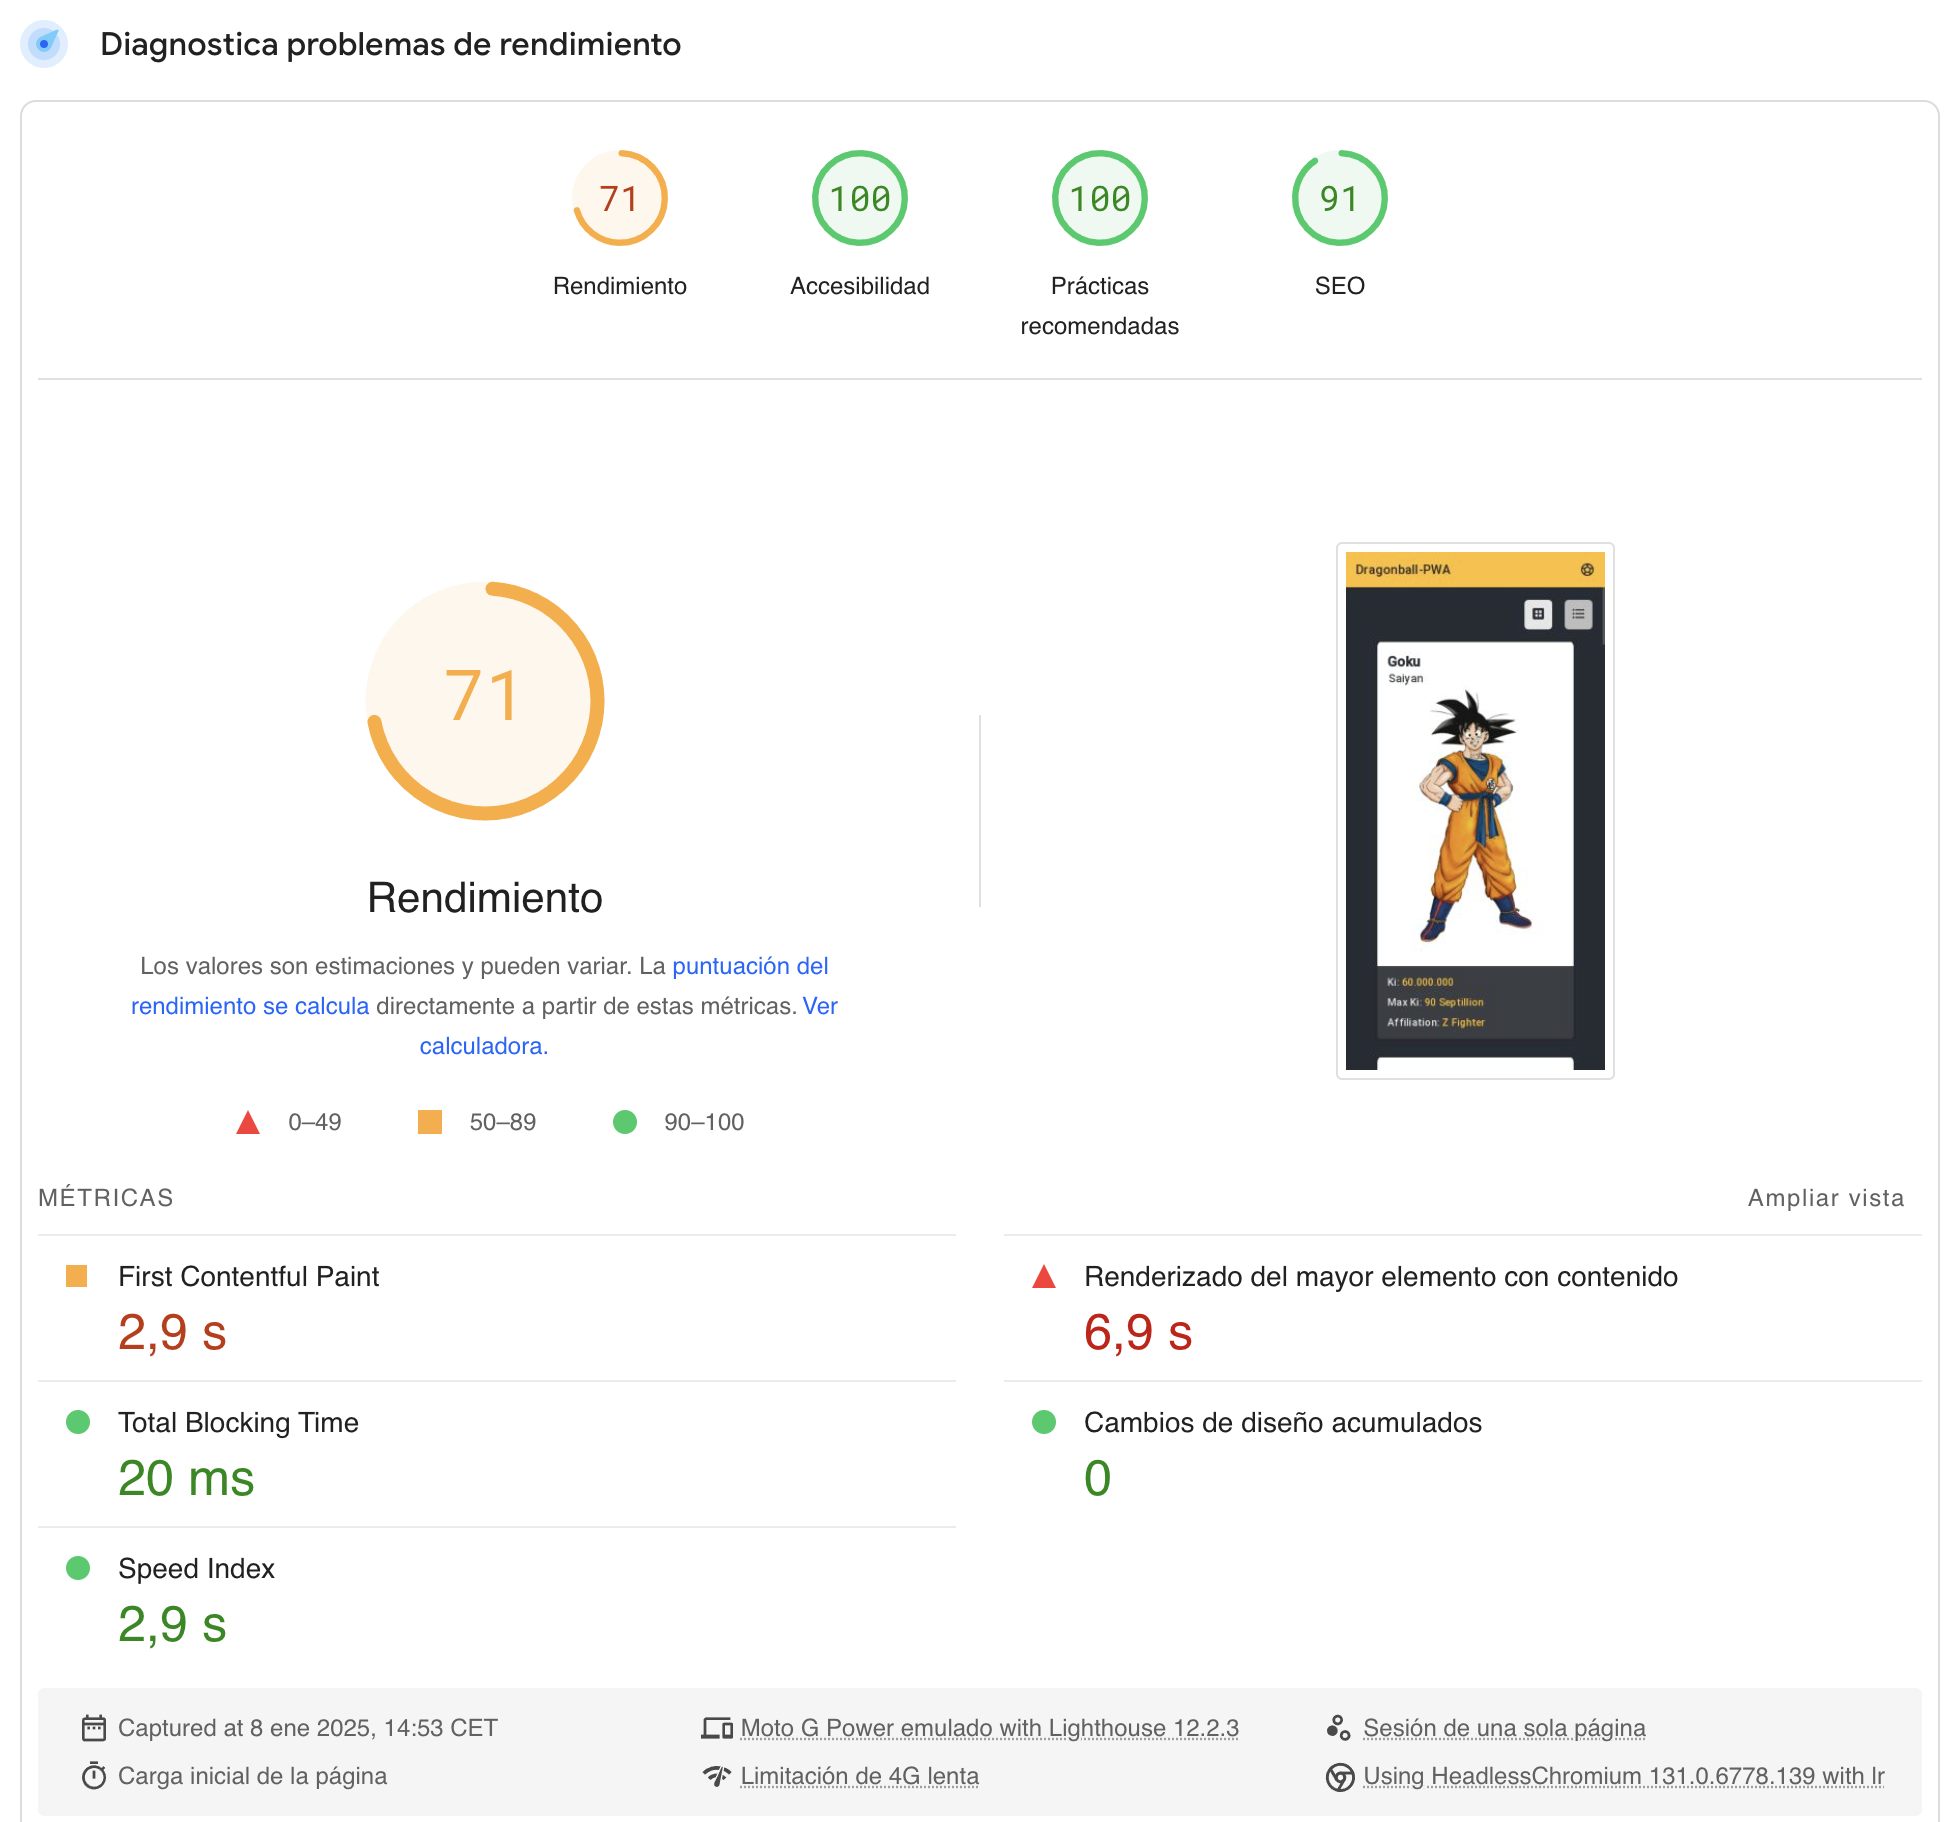 Diagnostica problemas de rendimiento
71
100
100
91
Rendimiento
Accesibilidad
Prácticas
recomendadas
SEO
71
Rendimiento
Los valores son estimaciones y pueden variar. La puntuación del
rendimiento se calcula directamente a partir de estas métricas. Ver
calculadora.
0–49
50–89
90–100
Dragonball-PWA
Goku
Saiyan
Ki: 60.000.000
Max Ki: 90 Septillion
Affiliation: Z Fighter
MÉTRICAS
Ampliar vista
First Contentful Paint
2,9 s
Renderizado del mayor elemento con contenido
6,9 s
Total Blocking Time
20 ms
Cambios de diseño acumulados
0
Speed Index
2,9 s
Captured at 8 ene 2025, 14:53 CET
Moto G Power emulado with Lighthouse 12.2.3
Sesión de una sola página
Carga inicial de la página
Limitación de 4G lenta
Using HeadlessChromium 131.0.6778.139 with lr